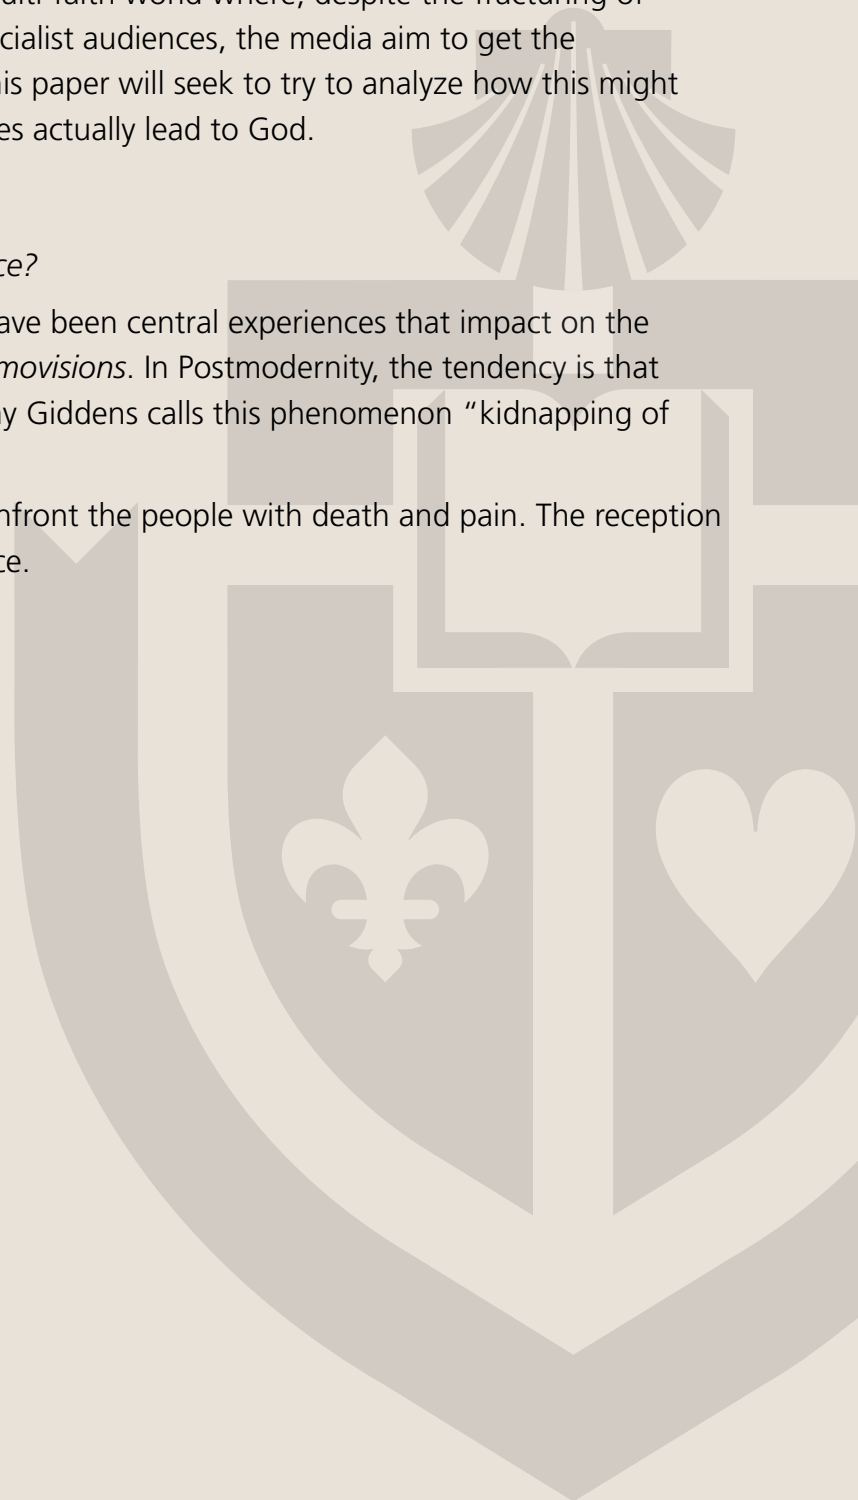 faith world where, despite the fracturing of
cialist audiences, the media aim to get the
is paper will seek to try to analyze how this might
es actually lead to God.
ce?
ave been central experiences that impact on the
movisions. In Postmodernity, the tendency is that
y Giddens calls this phenomenon “kidnapping of
nfront the people with death and pain. The reception
ce.